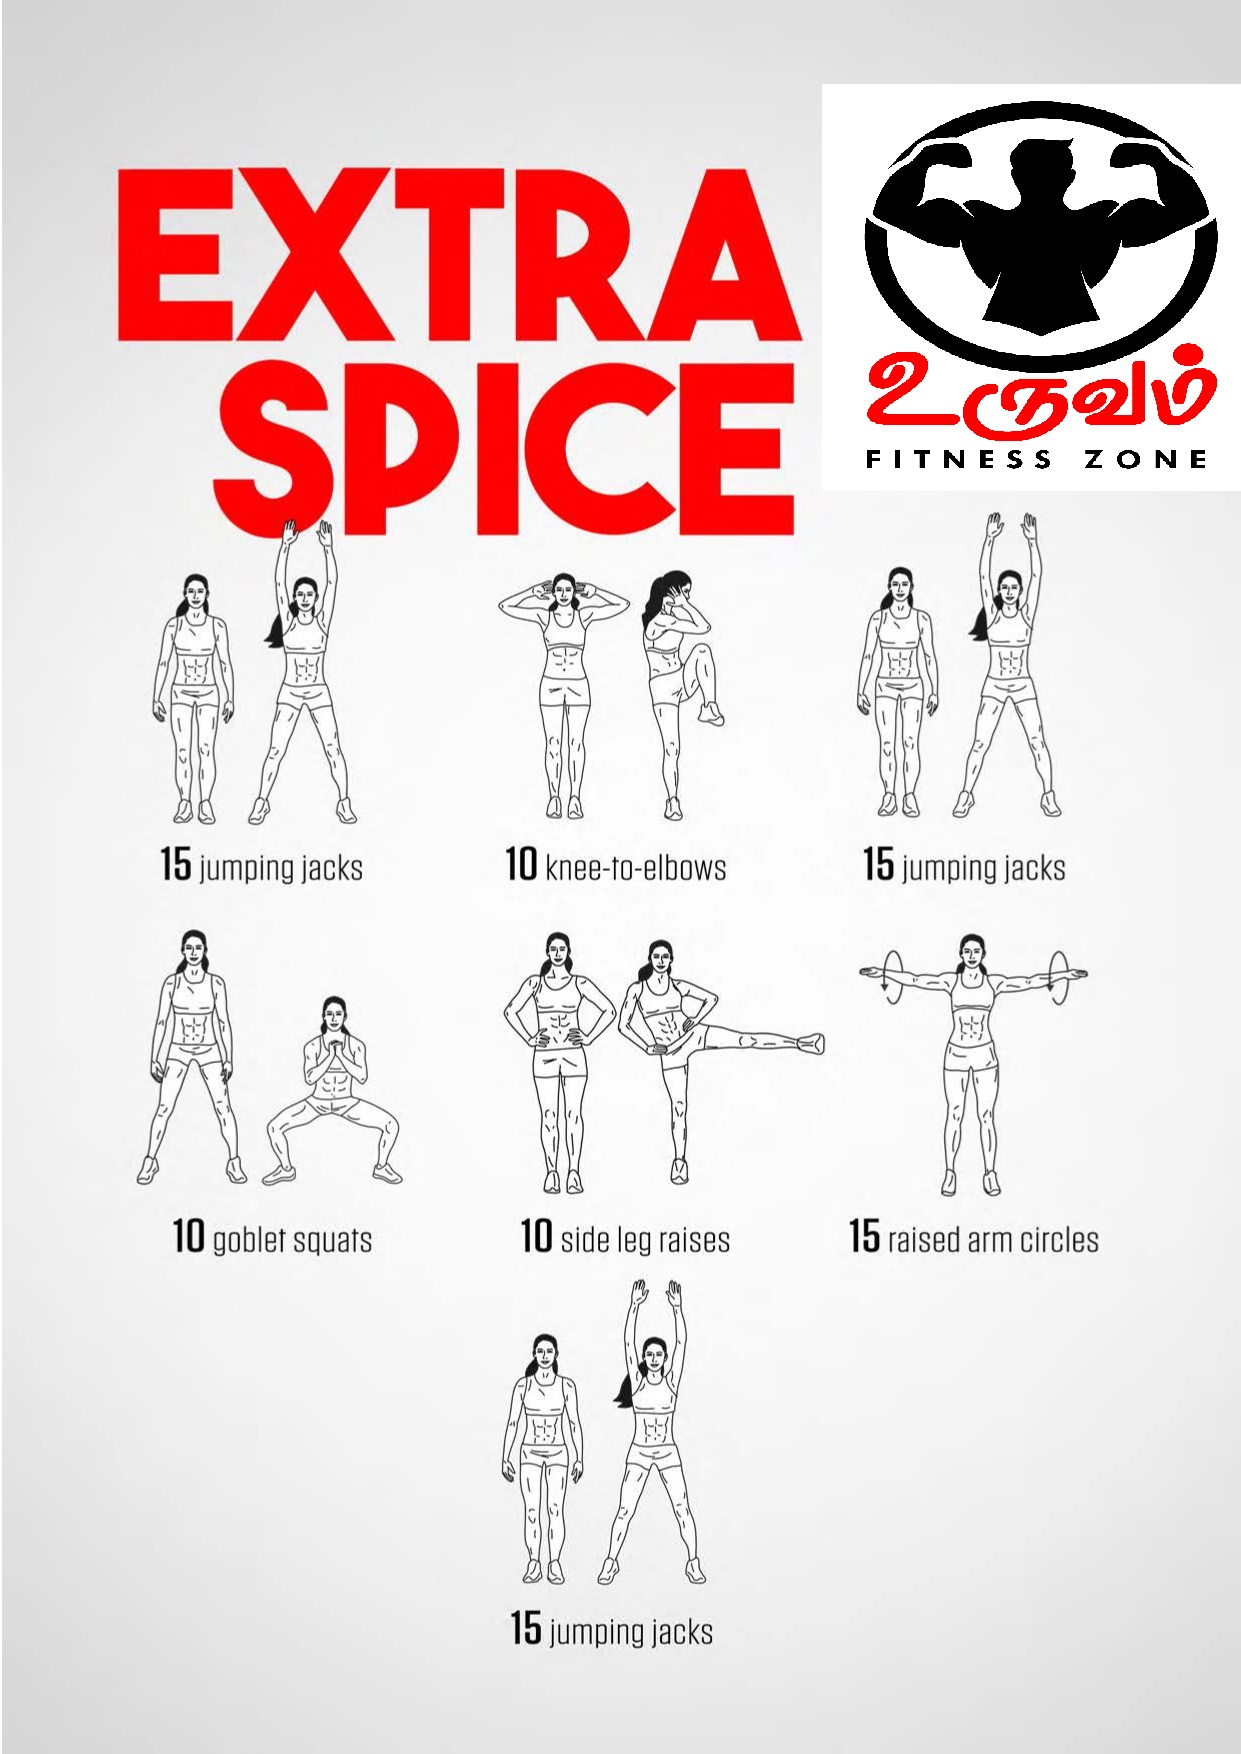 EXTRA
SPICE
உருவம்
FITNESS ZONE
15 jumping jacks
10 knee-to-elbows
15 jumping jacks
10 goblet squats
10 side leg raises
15 raised arm circles
15 jumping jacks